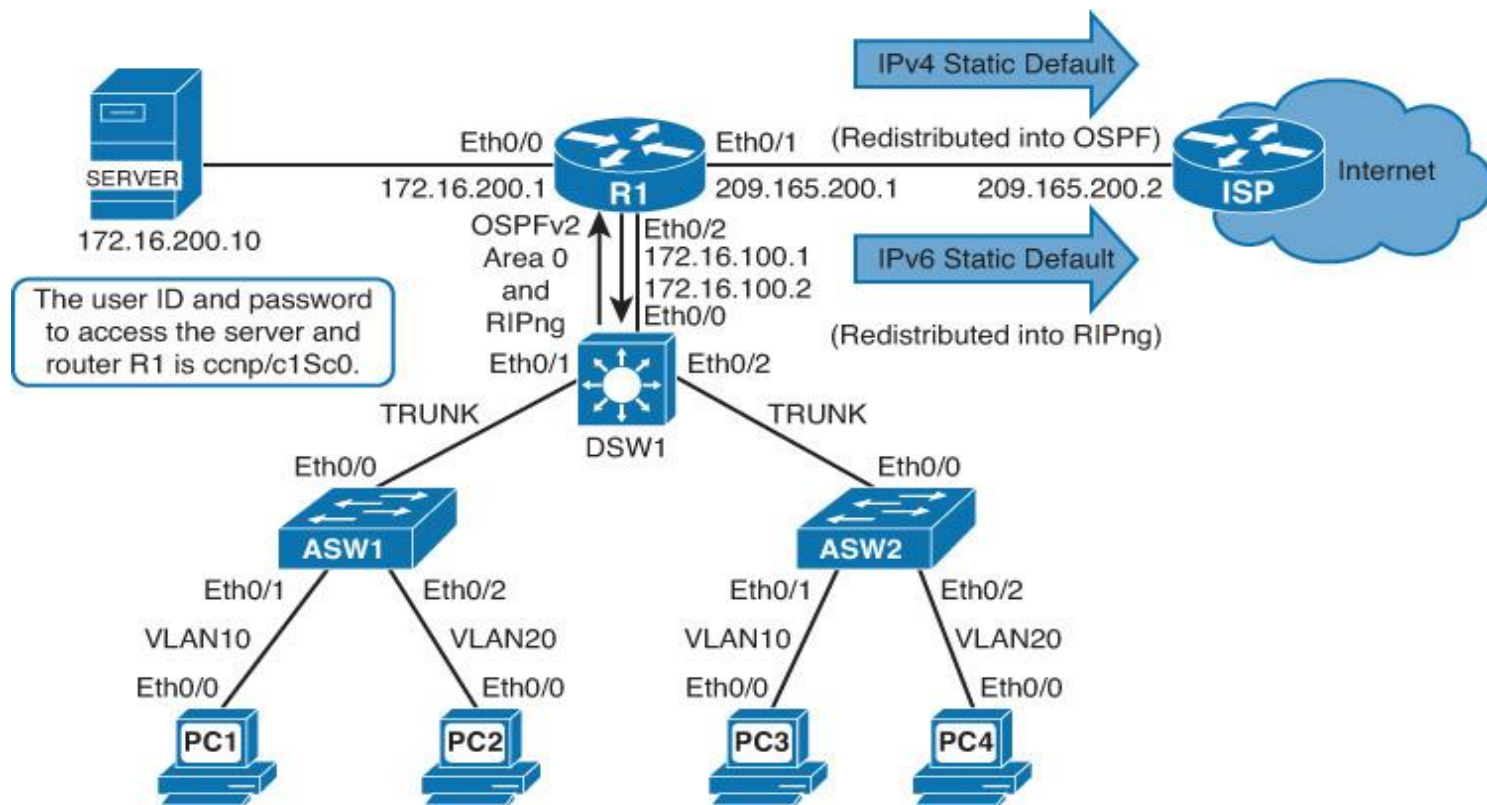 IPv4 Static Default
Eth0/0
Eth0/1
(Redistributed into OSPF)
SERVER
172.16.200.1
R1
209.165.200.1
209.165.200.2
ISP
Internet
172.16.200.10
OSPFv2
Area 0
and
RIPng
Eth0/2
172.16.100.1
172.16.100.2
Eth0/0
IPv6 Static Default
(Redistributed into RIPng)
The user ID and password
to access the server and
router R1 is ccnp/c1Sc0.
Eth0/1
Eth0/2
TRUNK
TRUNK
DSW1
Eth0/0
Eth0/0
ASW1
ASW2
Eth0/1
Eth0/2
Eth0/1
Eth0/2
VLAN10
VLAN20
VLAN10
VLAN20
Eth0/0
Eth0/0
Eth0/0
Eth0/0
PC1
PC2
PC3
PC4